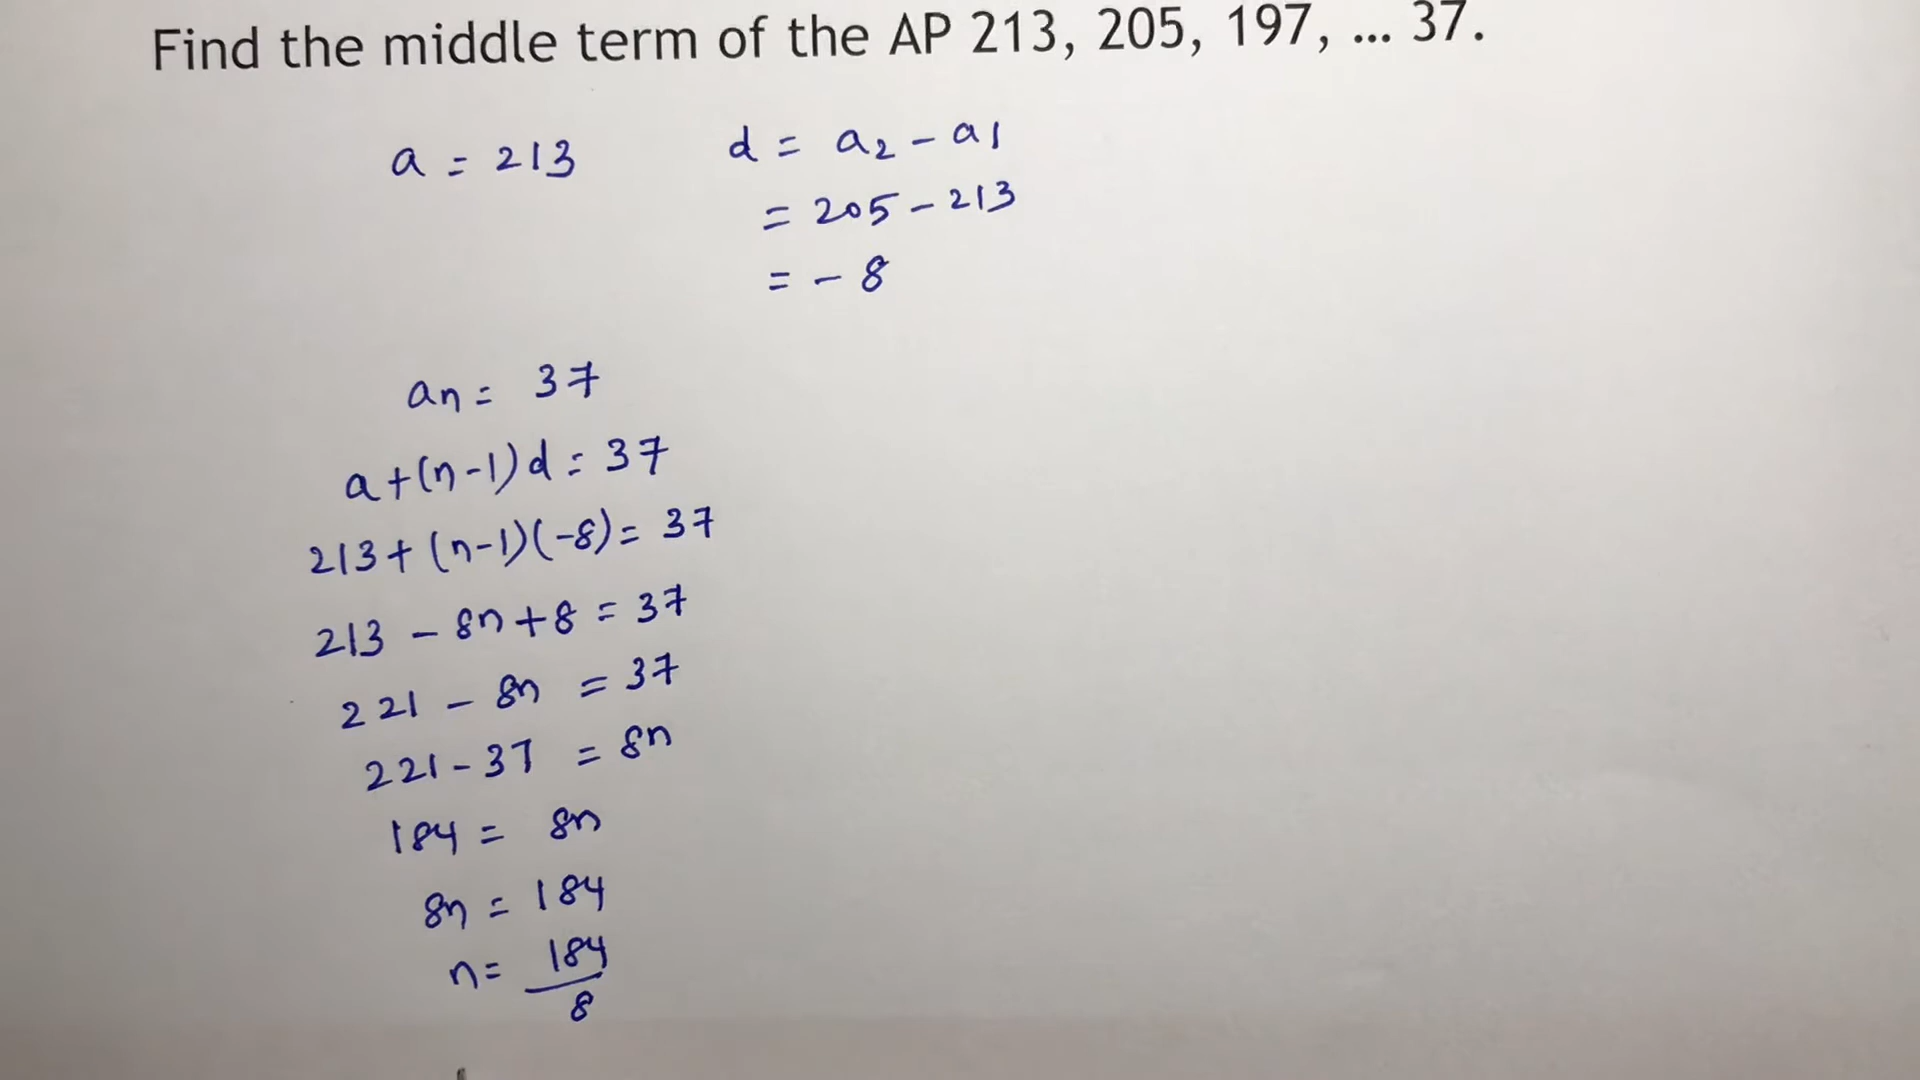 Find the middle term of the AP 213, 205, 197, ... 37.
a = 213
d = a2 - a1
= 205 - 213
= - 8
an = 37
a + (n-1) d = 37
213 + (n-1)(-8) = 37
213 - 8n + 8 = 37
221 - 8n = 37
221 - 37 = 8n
184 = 8n
8n = 184
n = 184/8